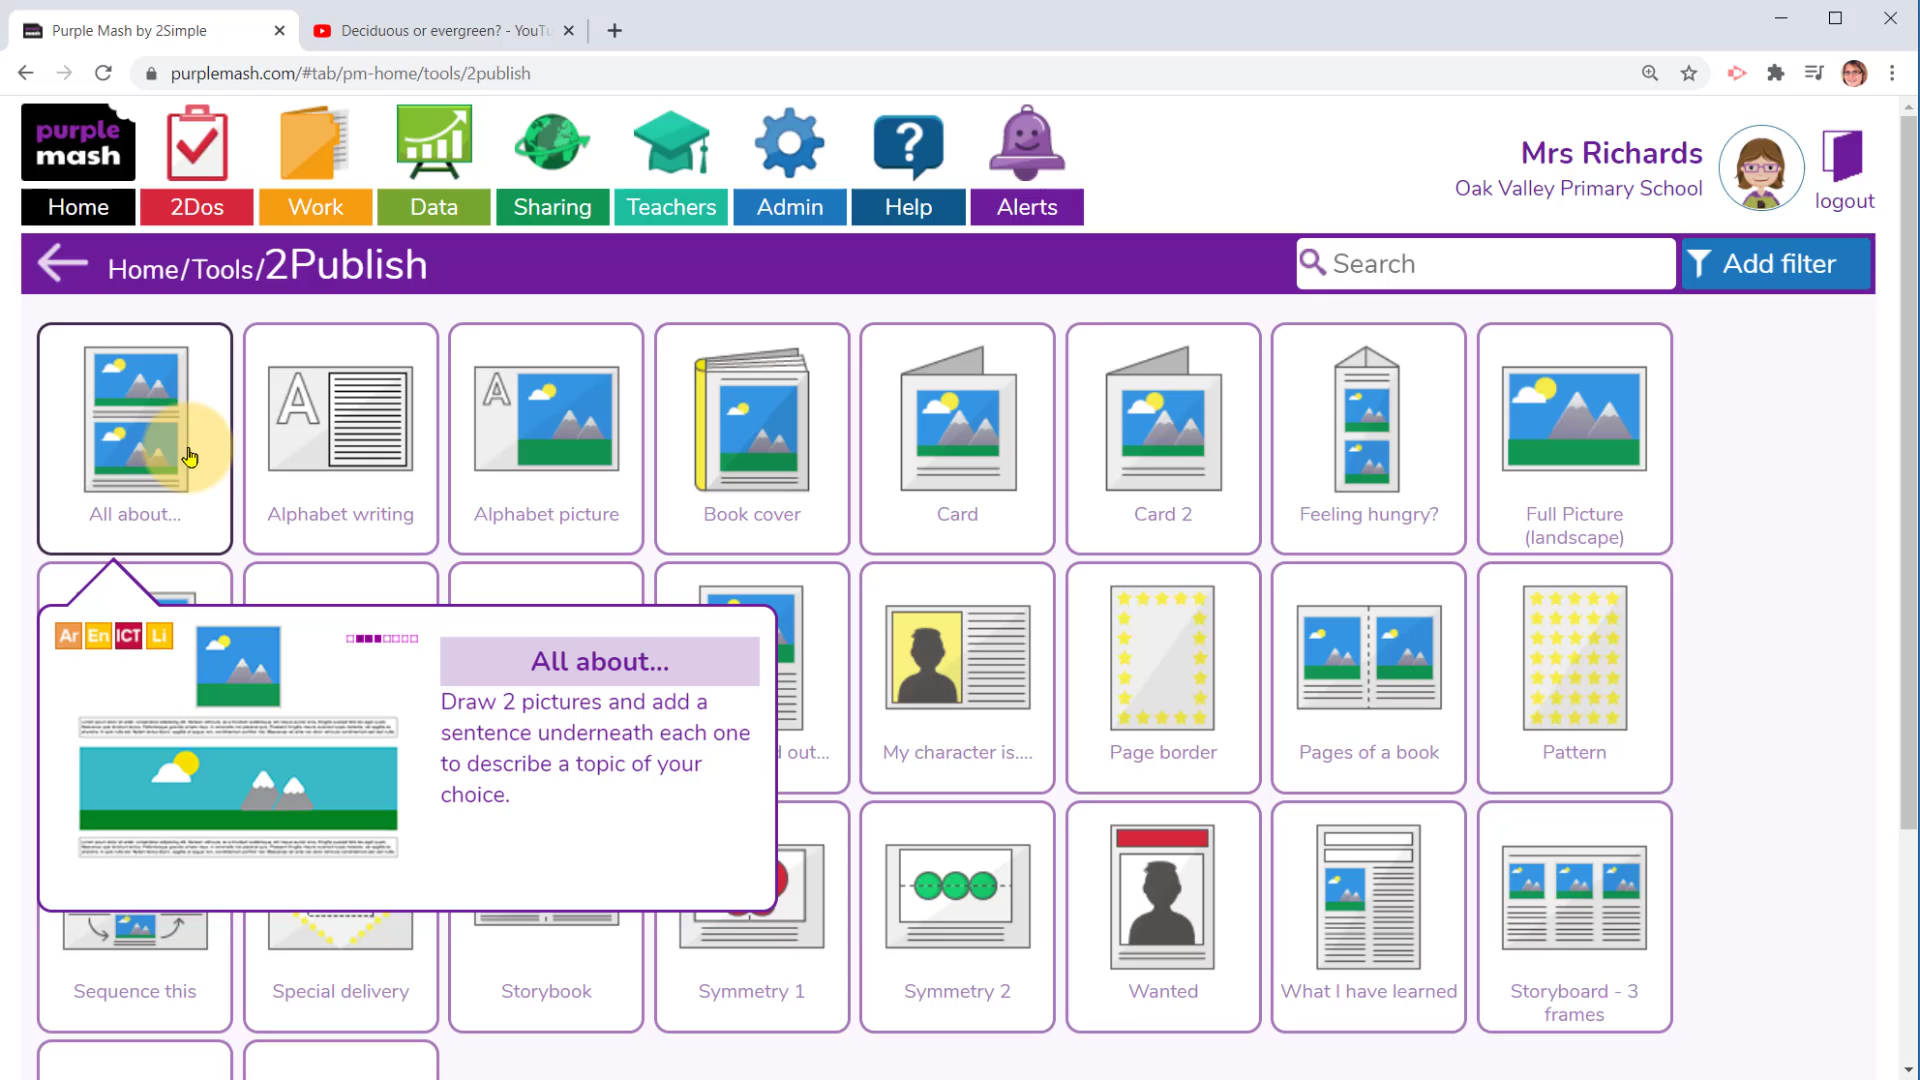 Purple Mash by 2Simple
Deciduous or evergreen? - YouTu
purplemash.com/#tab/pm-home/tools/2publish
purple
mash
Home
2Dos
Work
Data
Sharing
Teachers
Admin
Help
Alerts
Mrs Richards
Oak Valley Primary School
logout
Home/Tools/2Publish
Search
Add filter
All about...
Alphabet writing
Alphabet picture
Book cover
Card
Card 2
Feeling hungry?
Full Picture
(landscape)
Ar En ICT Li
All about...
Draw 2 pictures and add a
sentence underneath each one
to describe a topic of your
choice.
d out...
My character is....
Page border
Pages of a book
Pattern
Sequence this
Special delivery
Storybook
Symmetry 1
Symmetry 2
Wanted
What I have learned
Storyboard - 3
frames